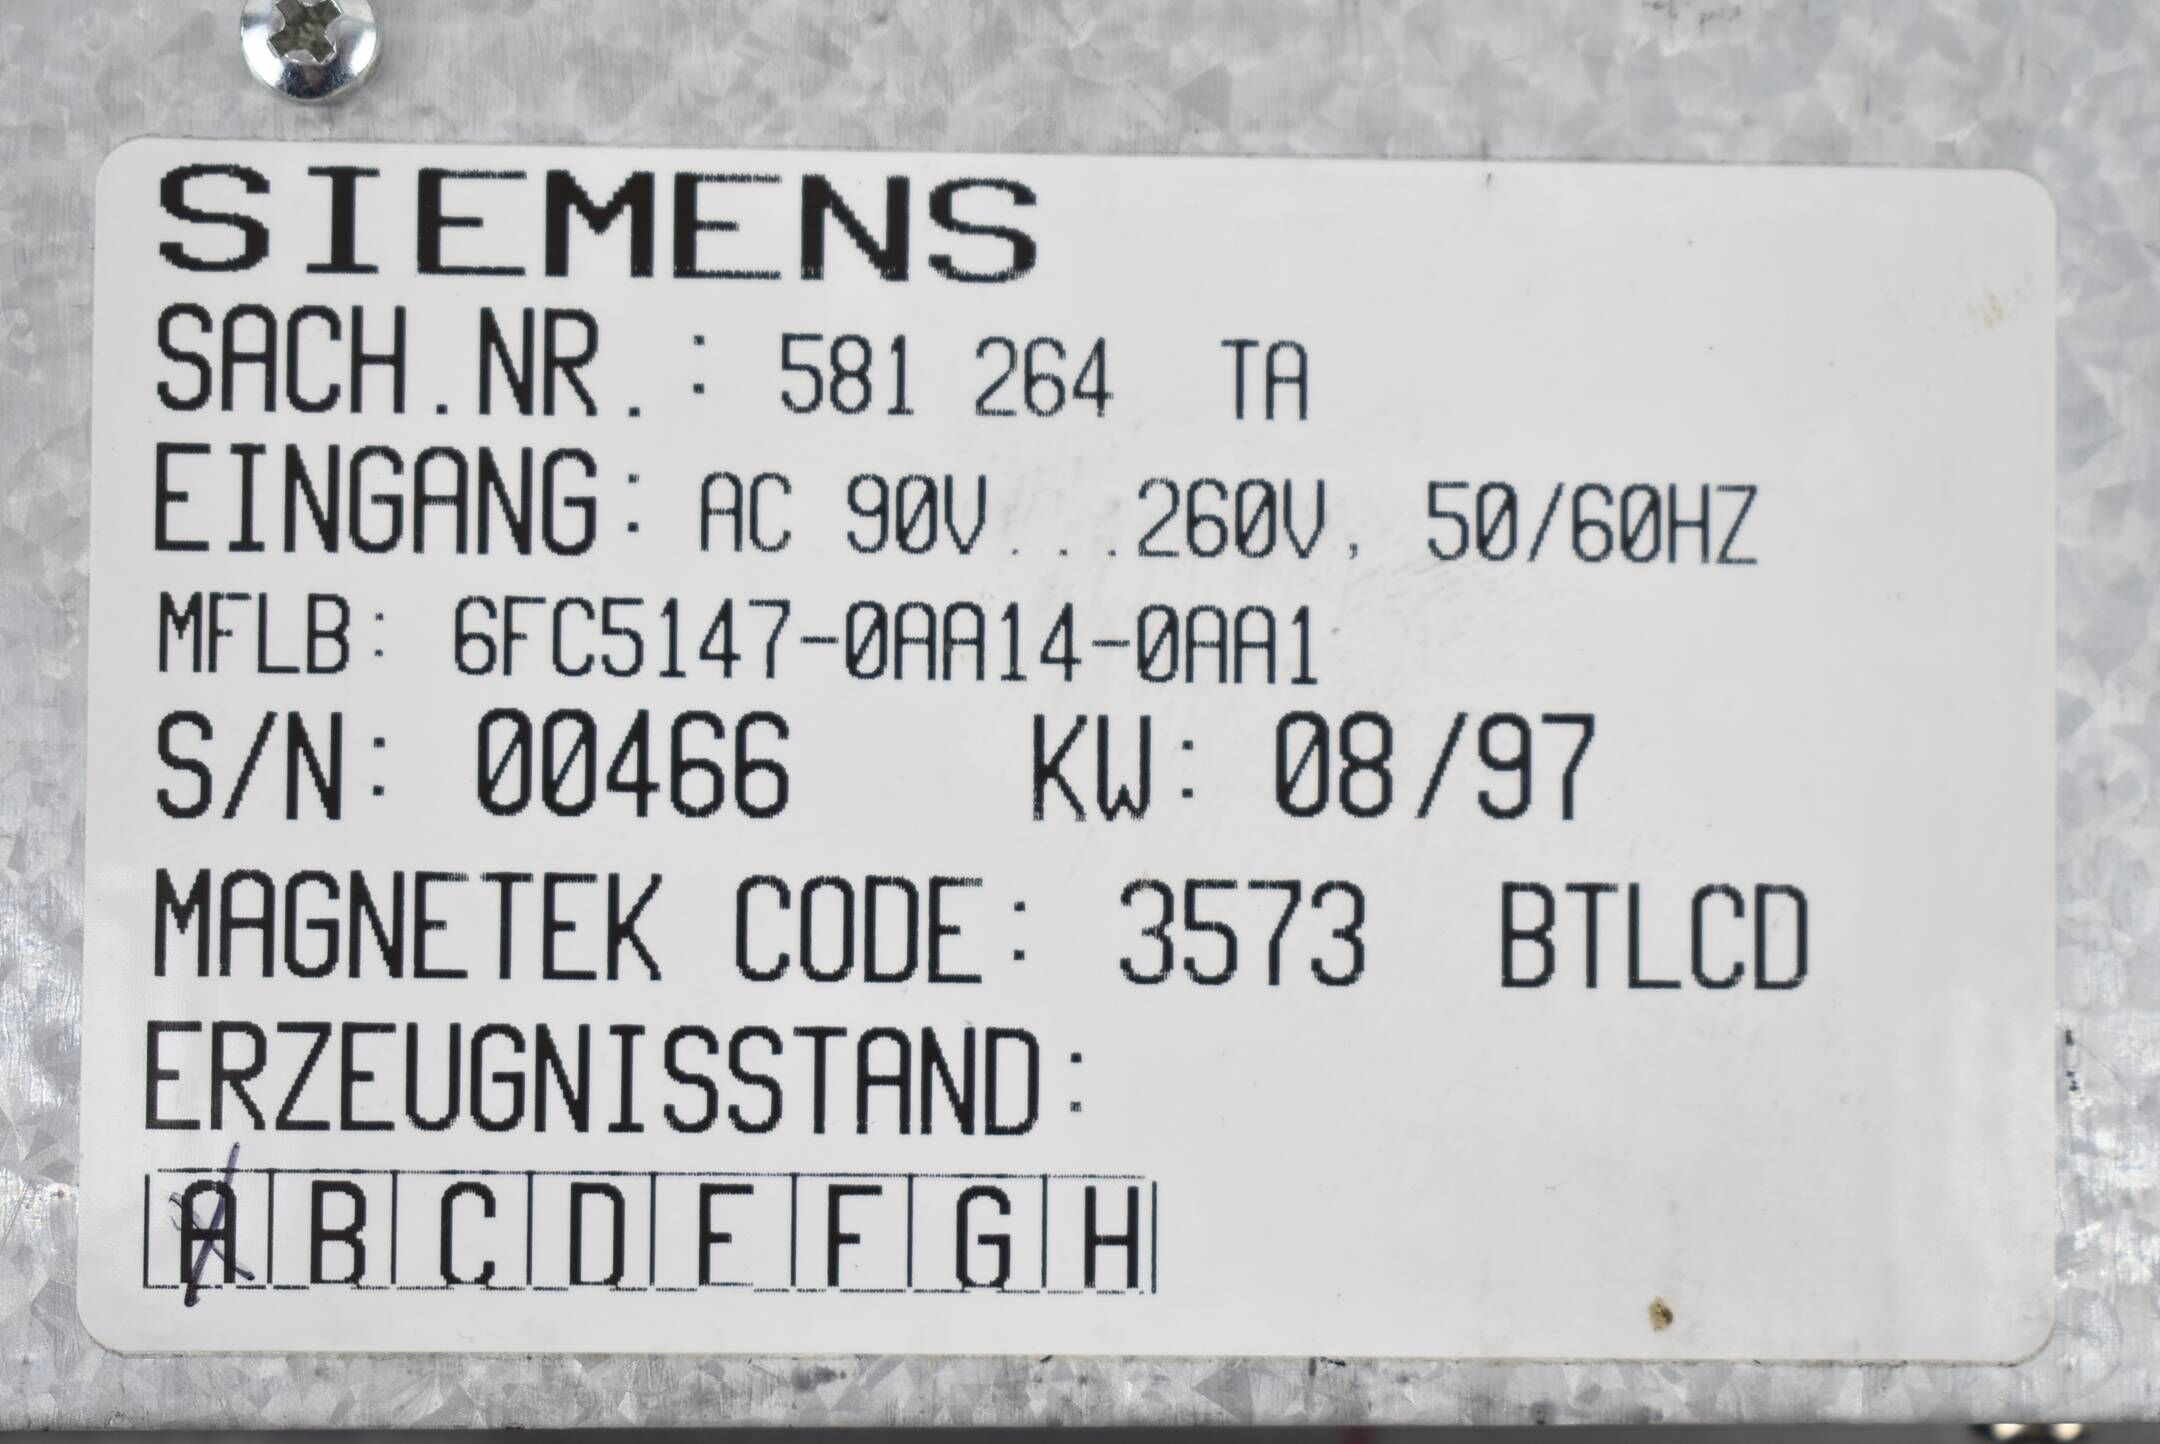 SIEMENS
SACH.NR.: 581 264 TA
EINGANG: AC 90V...260V, 50/60HZ
MFLB: 6FC5147-0AA14-0AA1
S/N: 00466 KW: 08/97
MAGNETEK CODE: 3573 BTLCD
ERZEUGNISSTAND:
A B C D E F G H